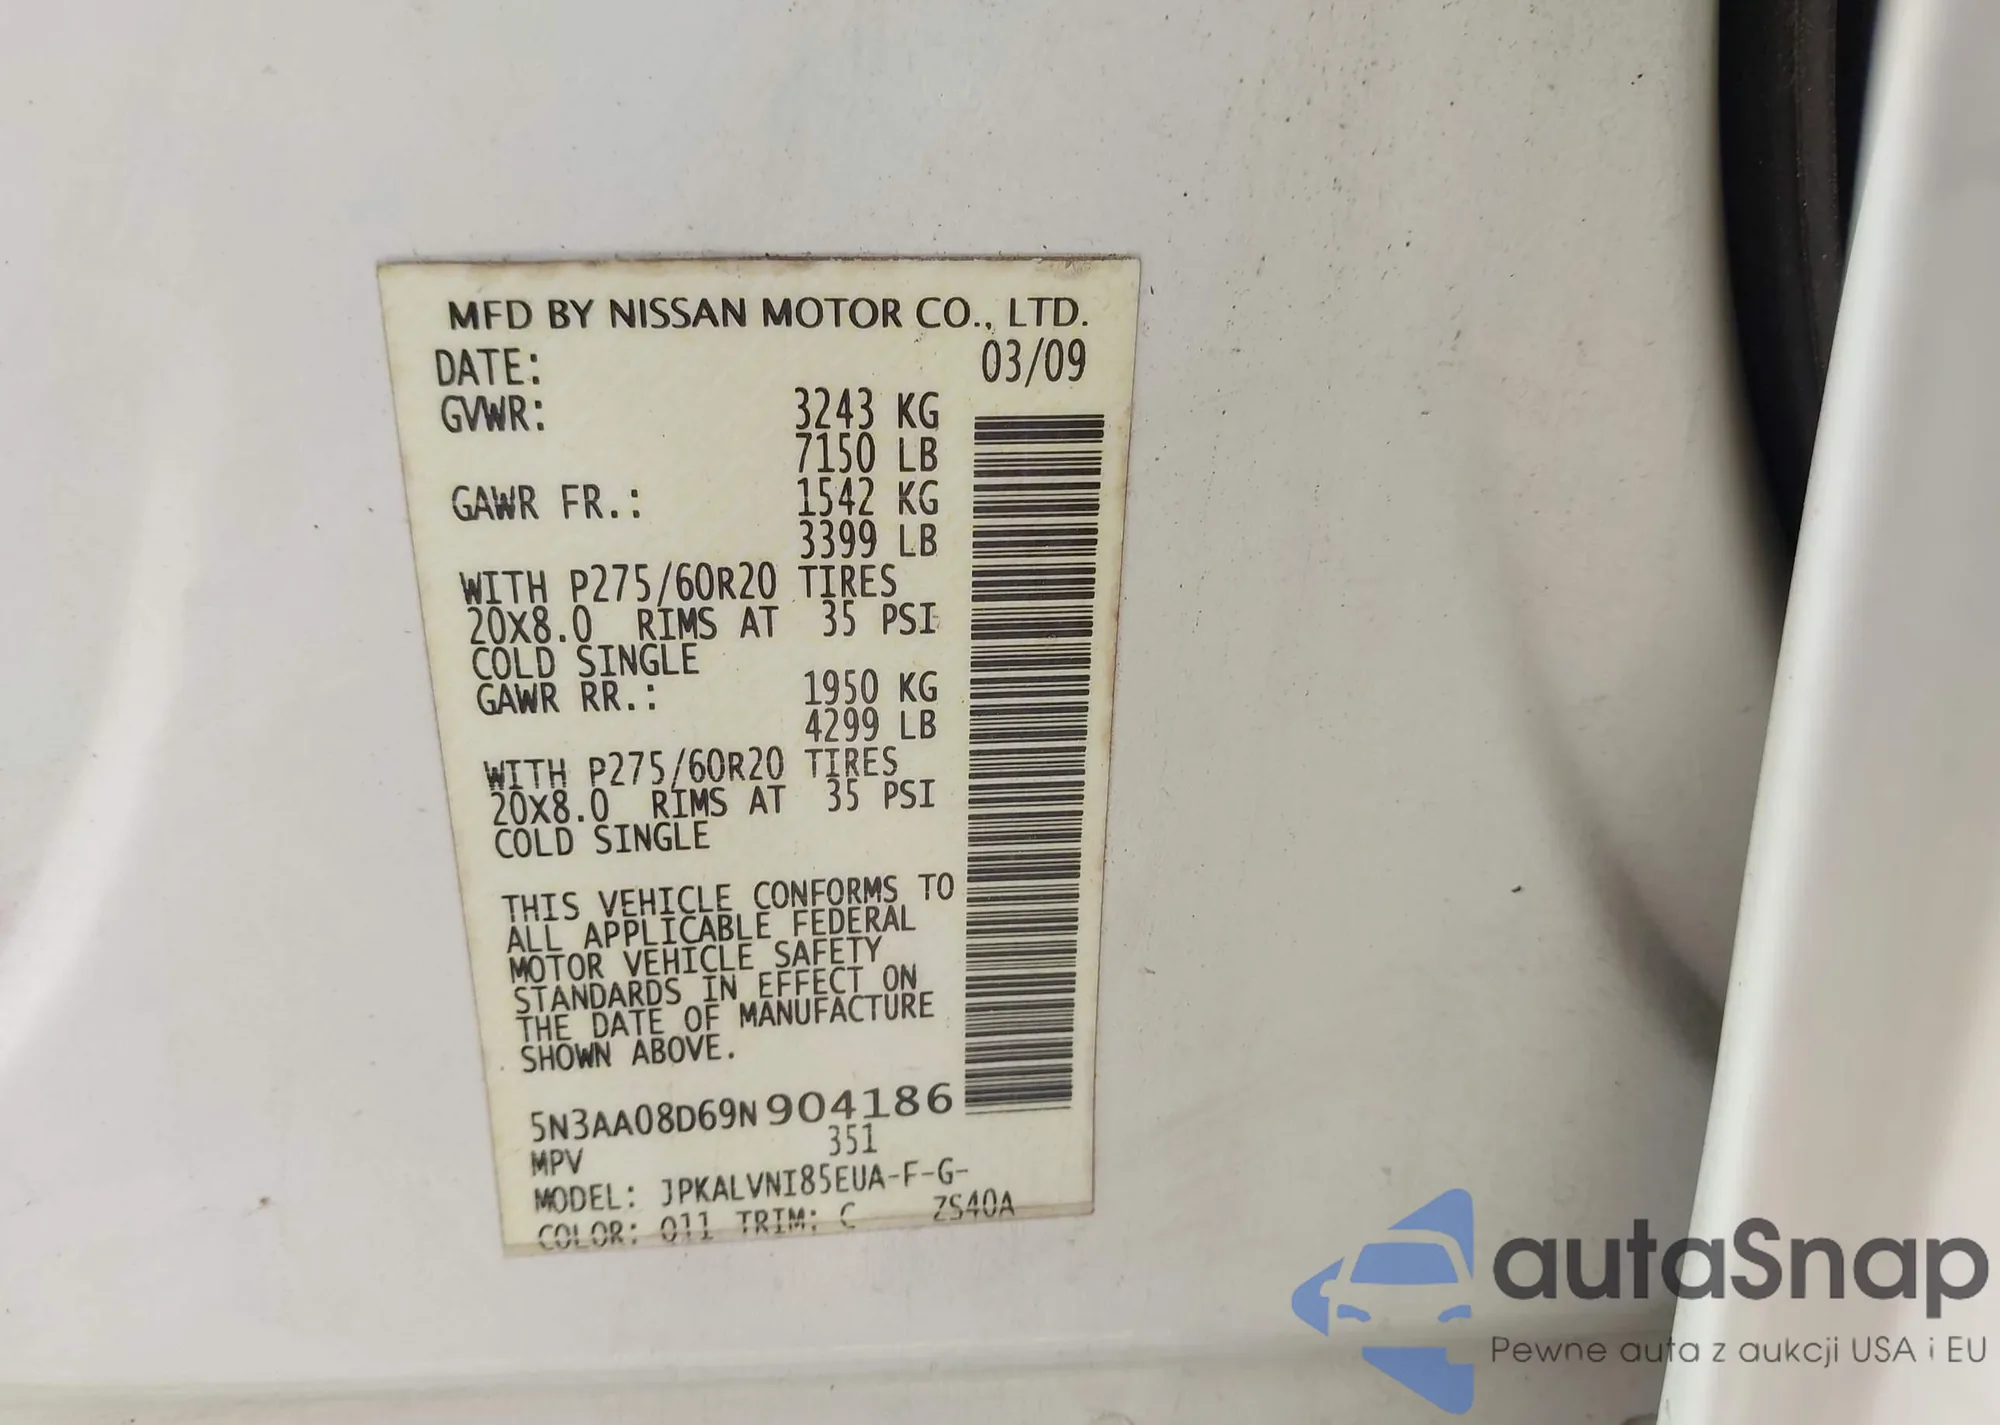 MFD BY NISSAN MOTOR CO., LTD.
DATE: 03/09
GVWR: 3243 KG
7150 LB
GAWR FR.: 1542 KG
3399 LB
WITH P275/60R20 TIRES
20X8.0 RIMS AT 35 PSI
COLD SINGLE
GAWR RR.: 1950 KG
4299 LB
WITH P275/60R20 TIRES
20X8.0 RIMS AT 35 PSI
COLD SINGLE
THIS VEHICLE CONFORMS TO
ALL APPLICABLE FEDERAL
MOTOR VEHICLE SAFETY
STANDARDS IN EFFECT ON
THE DATE OF MANUFACTURE
SHOWN ABOVE.
5N3AA08D69N904186
MPV 351
MODEL: JPKALVNI85EUA-F-G-
COLOR: Q11 TRIM: C ZS40A
autaSnap
Pewne auta z aukcji USA i EU